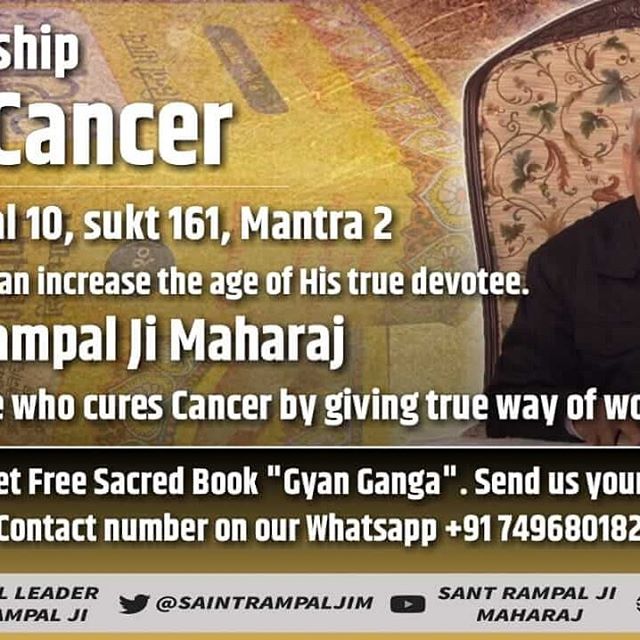 ship
Cancer
al 10, sukt 161, Mantra 2
an increase the age of His true devotee.
ampal Ji Maharaj
e who cures Cancer by giving true way of wo
et Free Sacred Book "Gyan Ganga". Send us your
Contact number on our Whatsapp +91 749680182
L LEADER
AMPAL JI
@SAINTRAMPALJIM
SANT RAMPAL JI
MAHARAJ